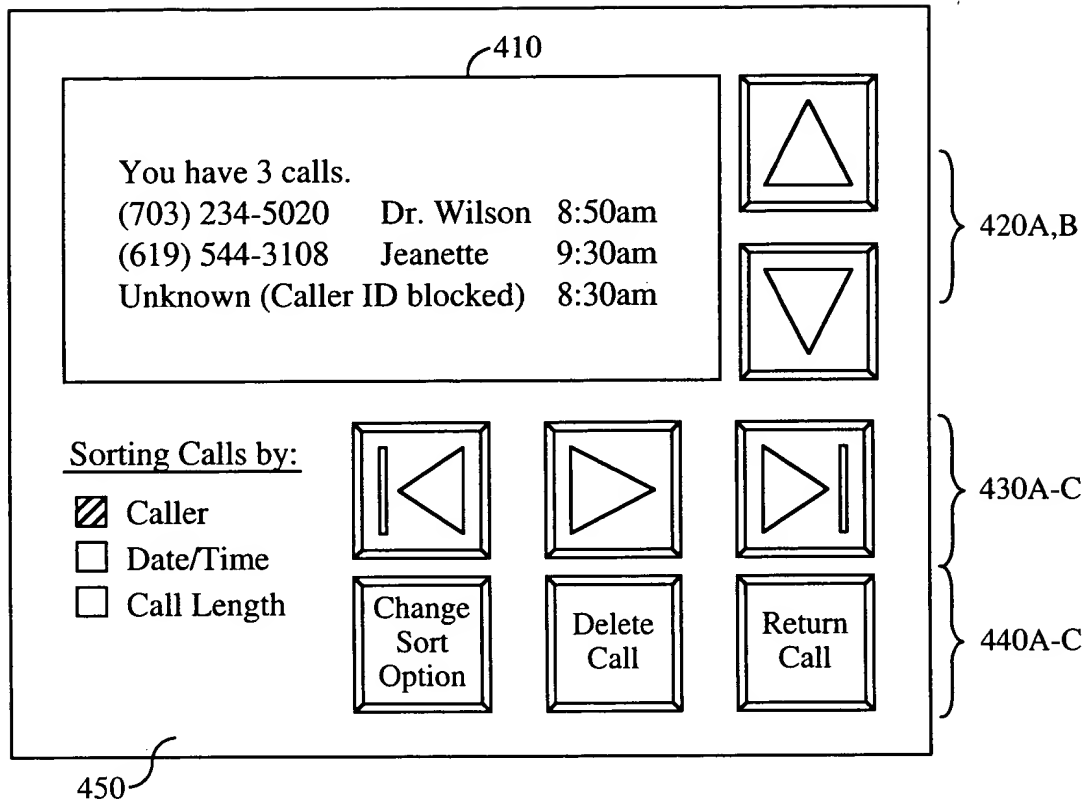 410
You have 3 calls.
(703) 234-5020 Dr. Wilson 8:50am
(619) 544-3108 Jeanette 9:30am
Unknown (Caller ID blocked) 8:30am
420A,B
Sorting Calls by:
Caller
Date/Time
Call Length
430A-C
Change
Sort
Option
Delete
Call
Return
Call
440A-C
450